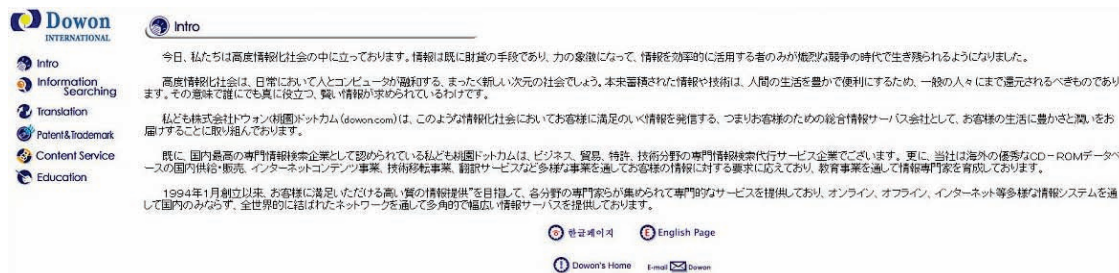 Dowon
INTERNATIONAL
Intro
Information
Searching
Translation
Patent&Trademark
Content Service
Education
Intro
今日、私たちは高度情報化社会の中に立っております。情報は既に財貨の手段であり、力の象徴になって、情報を効率的に活用する者のみが熾烈な競争の時代で生き残られるようになりました。
高度情報化社会は、日常において人とコンピュータが融和する、まったく新しい次元の社会でしょう。本来蓄積された情報や技術は、人間の生活を豊かで便利にするため、一般の人々にまで還元されるべきものであり
ます。その意味で誰にでも真に役立つ、賢い情報が求められているわけです。
私ども株式会社ドウォン(桃園)ドットカム(dowon.com)は、このような情報化社会においてお客様に満足のいく情報を発信する、つまりお客様のための総合情報サーバス会社として、お客様の生活に豊かさと潤いをお
届けすることに取り組んでおります。
既に、国内最高の専門情報検索企業として認められている私ども桃園ドットカムは、ビジネス、貿易、特許、技術分野の専門情報検索代行サービス企業でございます。更に、当社は海外の優秀なCD-ROMデータベ
ースの国内供給・販売、インターネットコンテンツ事業、技術移転事業、翻訳サービスなど多様な事業を通してお客様の情報に対する要求に応えており、教育事業を通して情報専門家を育成しております。
1994年1月創立以来、お客様に満足いただける高い質の情報提供"を目指して、各分野の専門家らが集められて専門的なサービスを提供しており、オンライン、オフライン、インターネット等多様な情報システムを通
して国内のみならず、全世界的に結ばれたネットワークを通して多角的で幅広い情報サーバスを提供しております。
한글페이지 E English Page
Dowon's Home E-mail Dowon